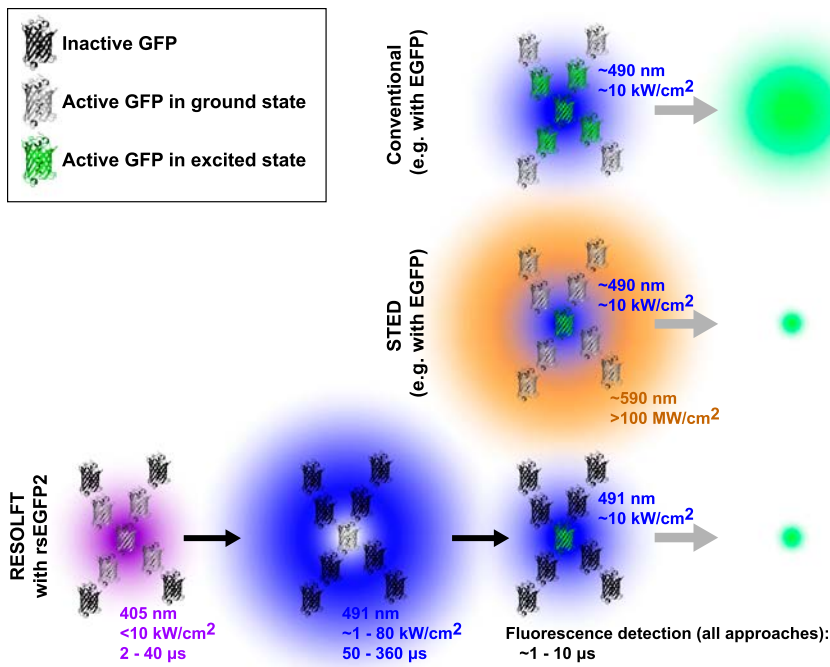 Inactive GFP
Active GFP in ground state
Active GFP in excited state
Conventional
(e.g. with EGFP)
~490 nm
~10 kW/cm2
STED
(e.g. with EGFP)
~490 nm
~10 kW/cm2
~590 nm
>100 MW/cm2
RESOLFT
with rsEGFP2
405 nm
<10 kW/cm2
2 - 40 µs
491 nm
~1 - 80 kW/cm2
50 - 360 µs
491 nm
~10 kW/cm2
Fluorescence detection (all approaches):
~1 - 10 µs